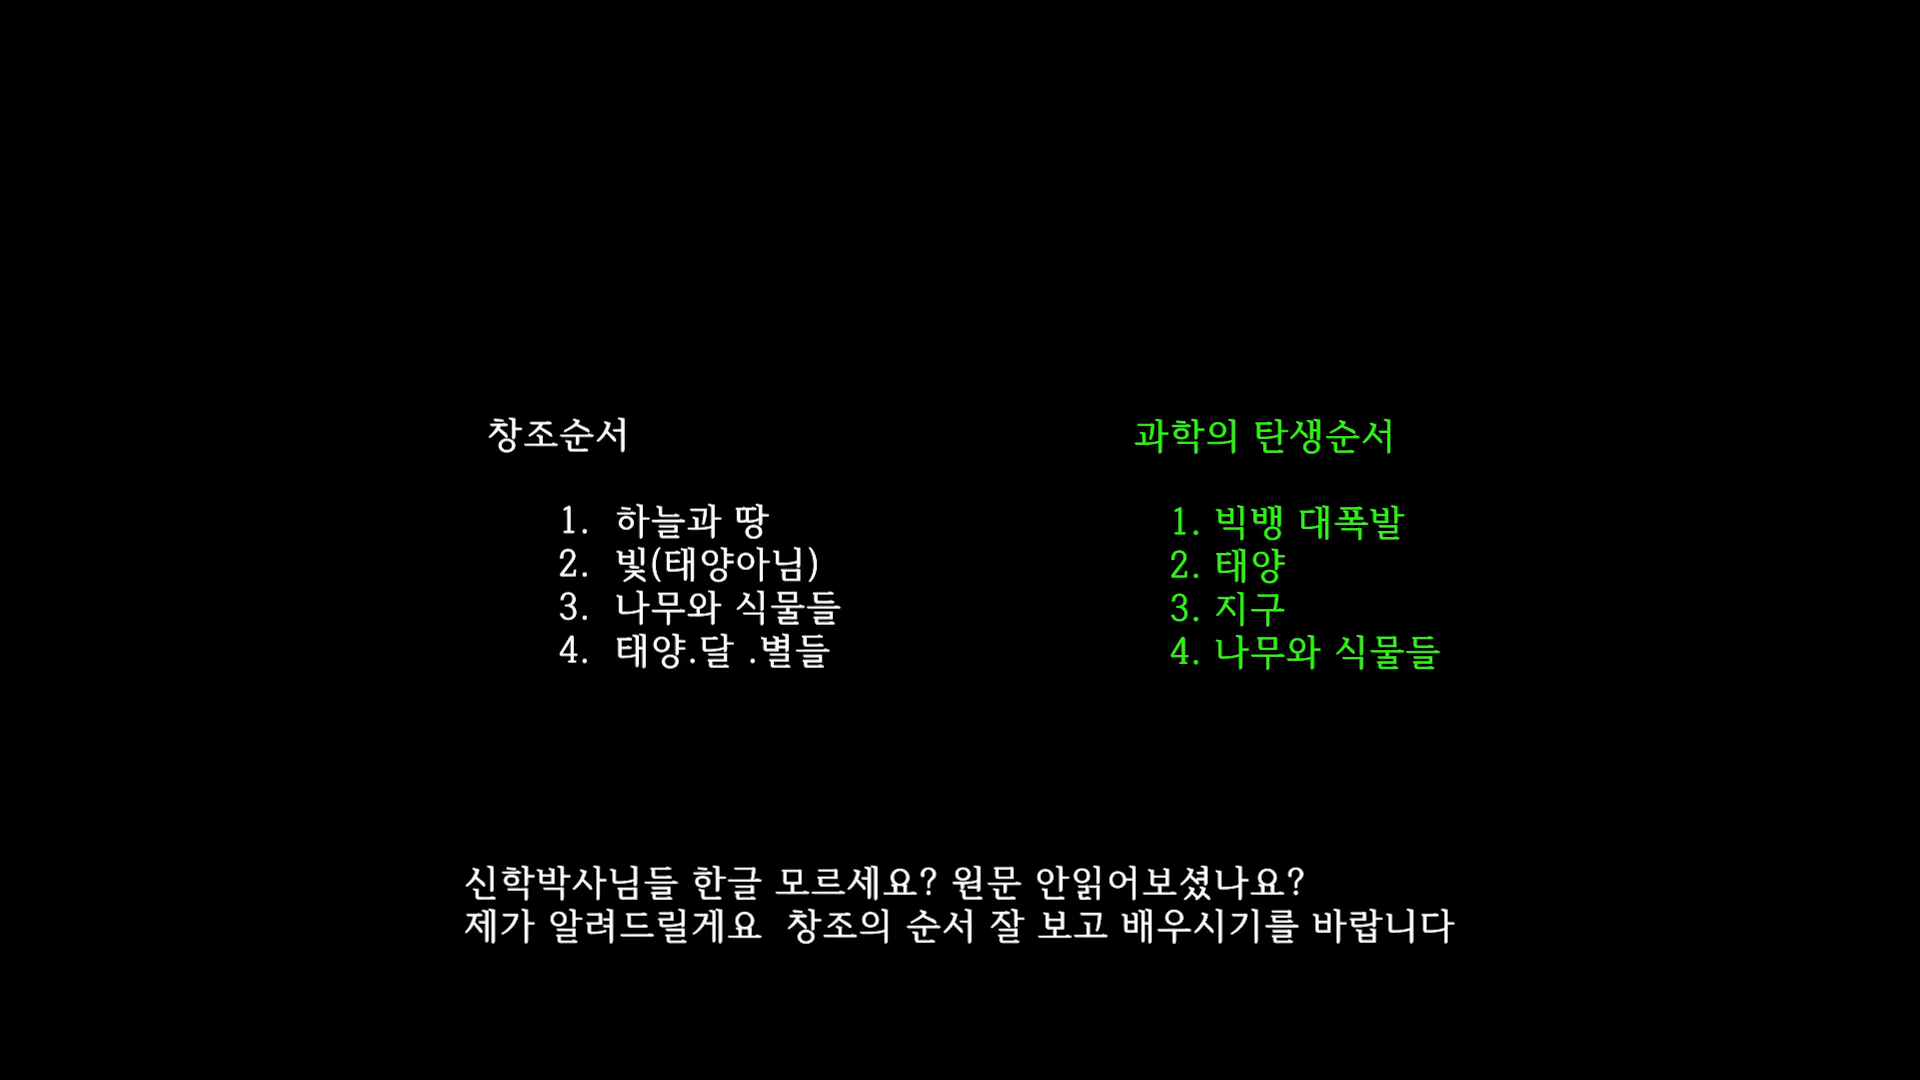 창조순서
1. 하늘과 땅
2. 빛(태양아님)
3. 나무와 식물들
4. 태양.달 .별들
과학의 탄생순서
1. 빅뱅 대폭발
2. 태양
3. 지구
4. 나무와 식물들
신학박사님들 한글 모르세요? 원문 안읽어보셨나요?
제가 알려드릴게요 창조의 순서 잘 보고 배우시기를 바랍니다